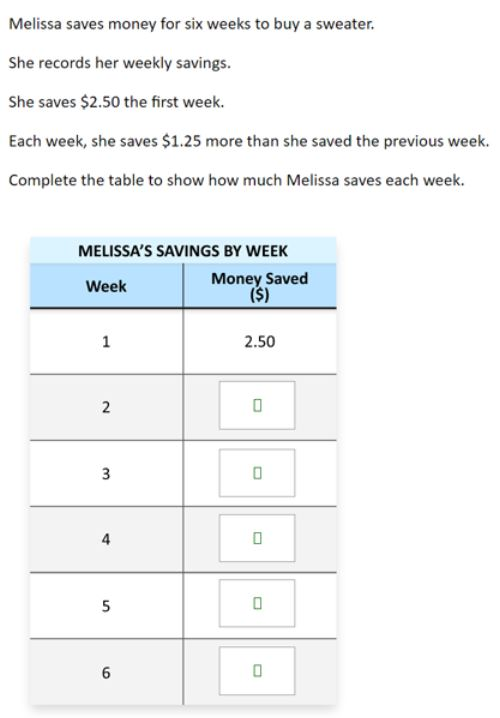 Melissa saves money for six weeks to buy a sweater.
She records her weekly savings.
She saves $2.50 the first week.
Each week, she saves $1.25 more than she saved the previous week.
Complete the table to show how much Melissa saves each week.
MELISSA'S SAVINGS BY WEEK
Week
Money Saved
($)
1 2.50
2
3
4
5
6